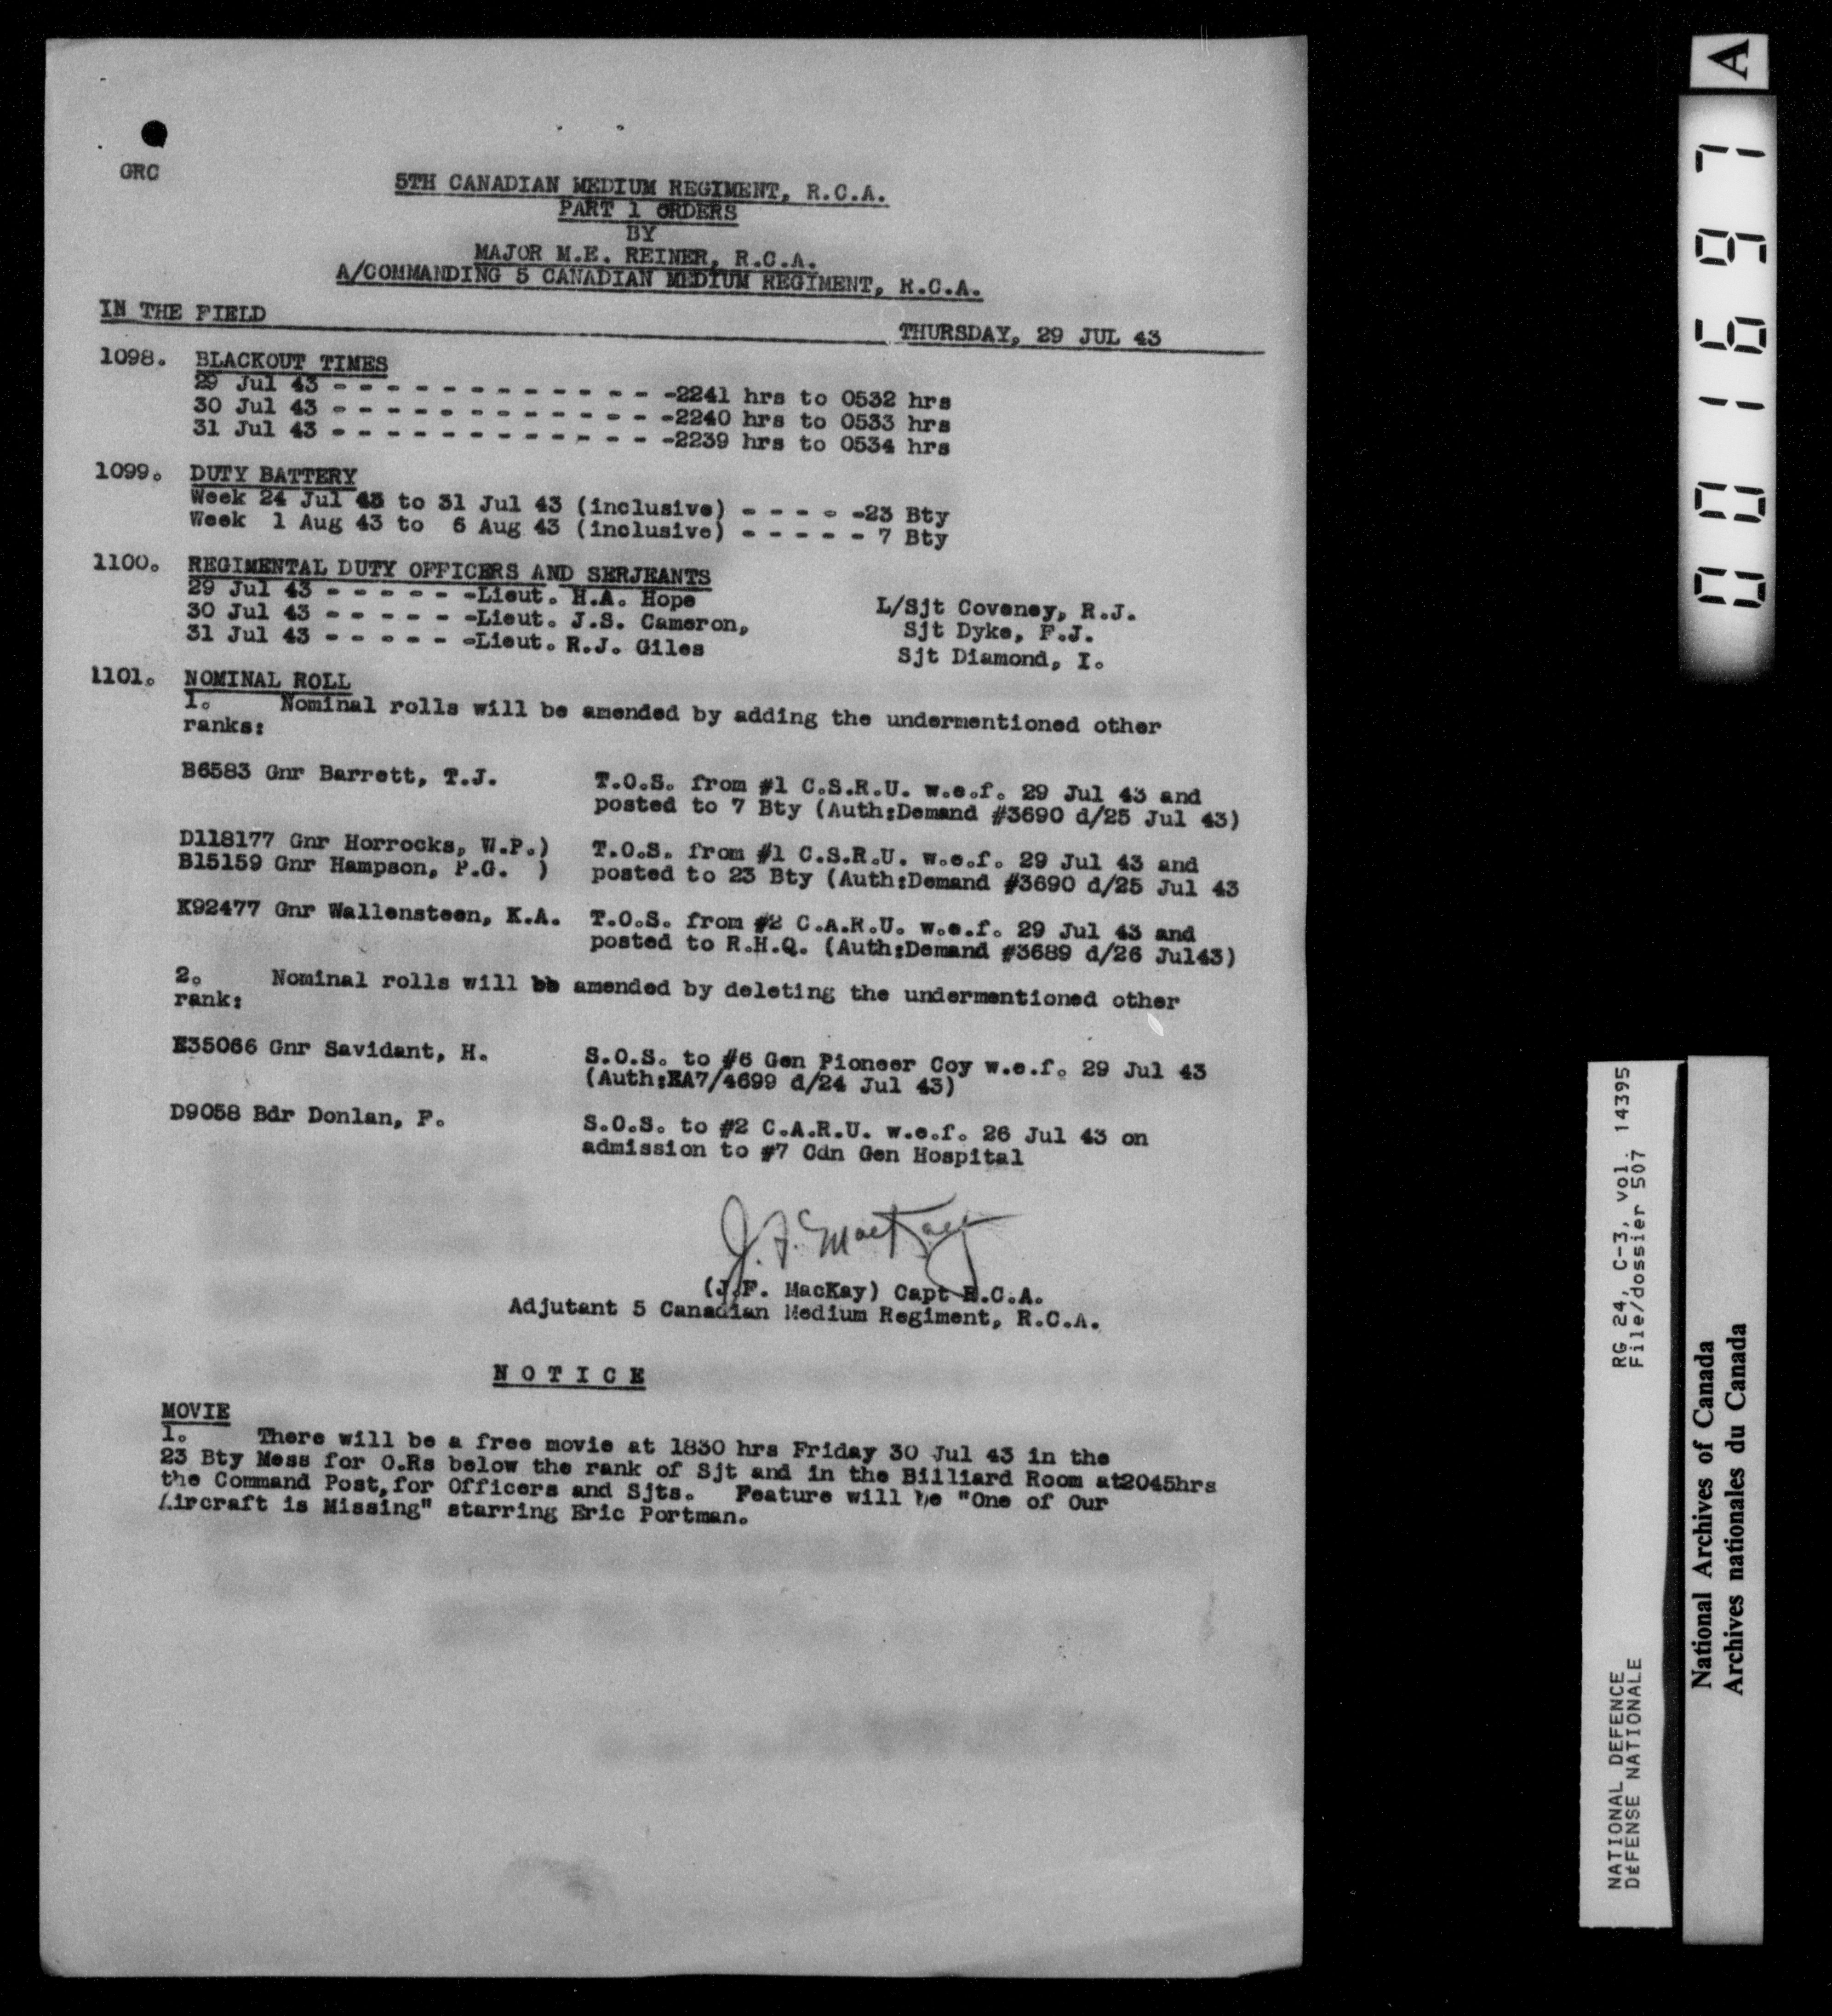 GRC
5TH CANADIAN MEDIUM REGIMENT, R.C.A.
PART 1 ORDERS
BY
MAJOR M.E. REINER, R.C.A.
A/COMMANDING 5 CANADIAN MEDIUM REGIMENT, R.C.A.
IN THE FIELD THURSDAY, 29 JUL 43
1098. BLACKOUT TIMES
29 Jul 43 - - - - - - - - - - - - -2241 hrs to 0532 hrs
30 Jul 43 - - - - - - - - - - - - -2240 hrs to 0533 hrs
31 Jul 43 - - - - - - - - - - - - -2239 hrs to 0534 hrs
1099. DUTY BATTERY
Week 24 Jul 43 to 31 Jul 43 (inclusive) - - - - -23 Bty
Week 1 Aug 43 to 6 Aug 43 (inclusive) - - - - - 7 Bty
1100. REGIMENTAL DUTY OFFICERS AND SERJEANTS
29 Jul 43 - - - - - -Lieut. H.A. Hope L/Sjt Coveney, R.J.
30 Jul 43 - - - - - -Lieut. J.S. Cameron, Sjt Dyke, F.J.
31 Jul 43 - - - - - -Lieut. R.J. Giles Sjt Diamond, I.
1101. NOMINAL ROLL
1. Nominal rolls will be amended by adding the undermentioned other
ranks:
B6583 Gnr Barrett, T.J. T.O.S. from #1 C.S.R.U. w.e.f. 29 Jul 43 and
posted to 7 Bty (Auth:Demand #3690 d/25 Jul 43)
D118177 Gnr Horrocks, W.P.) T.O.S. from #1 C.S.R.U. w.e.f. 29 Jul 43 and
B15159 Gnr Hampson, P.G. ) posted to 23 Bty (Auth:Demand #3690 d/25 Jul 43
K92477 Gnr Wallensteen, K.A. T.O.S. from #2 C.A.R.U. w.e.f. 29 Jul 43 and
posted to R.H.Q. (Auth:Demand #3689 d/26 Jul43)
2. Nominal rolls will be amended by deleting the undermentioned other
rank:
E35066 Gnr Savidant, H. S.O.S. to #6 Gen Pioneer Coy w.e.f. 29 Jul 43
(Auth:EA7/4699 d/24 Jul 43)
D9058 Bdr Donlan, F. S.O.S. to #2 C.A.R.U. w.e.f. 26 Jul 43 on
admission to #7 Cdn Gen Hospital
J.F. MacKay
(J.F. MacKay) Capt R.C.A.
Adjutant 5 Canadian Medium Regiment, R.C.A.
N O T I C E
MOVIE
1. There will be a free movie at 1830 hrs Friday 30 Jul 43 in the
23 Bty Mess for O.Rs below the rank of Sjt and in the Billiard Room at2045hrs
the Command Post,for Officers and Sjts. Feature will be "One of Our
Aircraft is Missing" starring Eric Portman.
A
001697
NATIONAL DEFENCE RG 24, C-3, vol. 14395
DÉFENSE NATIONALE File/dossier 507
National Archives of Canada
Archives nationales du Canada